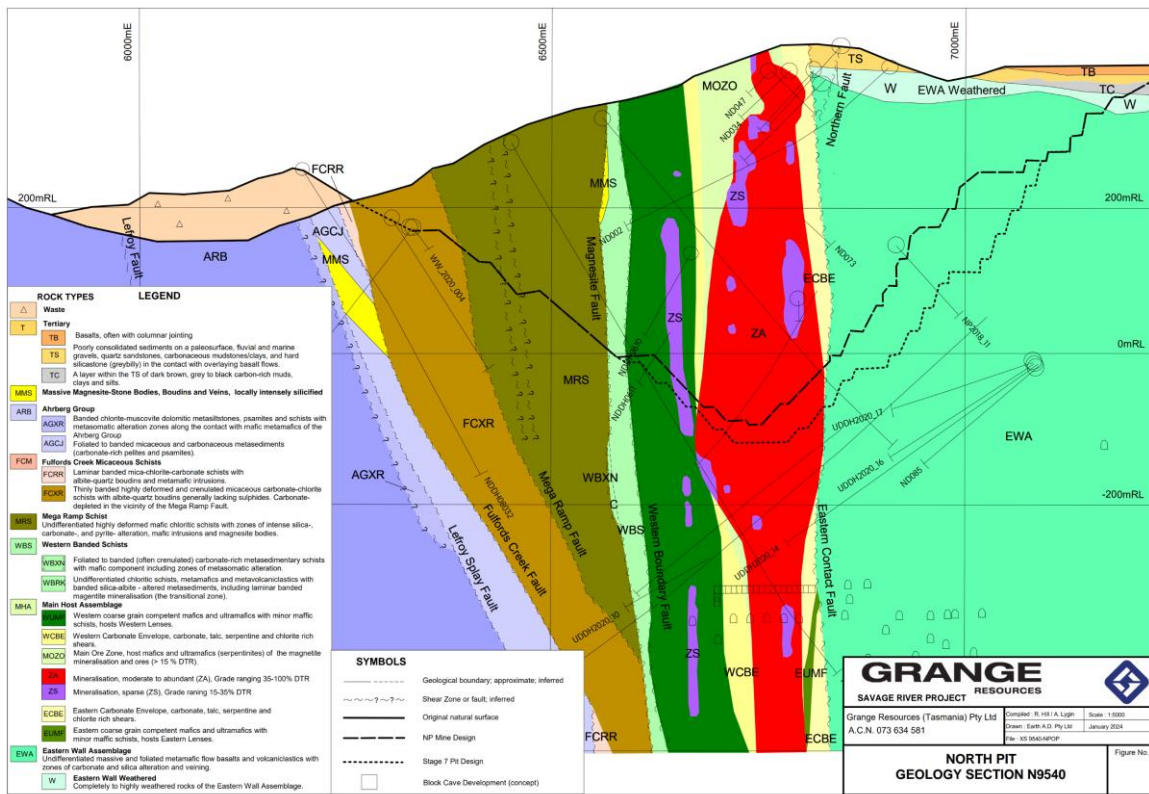 6000mE
6500mE
7000mE
TS
TB
EWA Weathered
W
TC
W
MOZO
ND047
ND034
Northern Fault
FCRR
MMS
ZS
200mRL
200mRL
Lefroy Fault
AGCJ
ARB
MMS
WW_2020_004
Magnesite Fault
ND002
ND073
ECBE
NP2018_11
ZS
ZA
0mRL
0mRL
MRS
FCXR
UDDH2020_17
EWA
UDDH2020_16
ND085
AGXR
WBXN
-200mRL
NDDH08032
Mega Ramp Fault
WBS
Western Boundary Fault
Fulfords Creek Fault
Lefroy Splay Fault
UDDH2020_14
Eastern Contact Fault
UDDH2020_10
ZS
WCBE
EUMF
FCRR
ECBE
ROCK TYPES LEGEND
Waste
T Tertiary
TB Basalts, often with columnar jointing
TS Poorly consolidated sediments on a paleosurface, fluvial and marine
gravels, quartz sandstones, carbonaceous mudstones/clays, and hard
silicastone (greybilly) in the contact with overlaying basalt flows.
TC A layer within the TS of dark brown, grey to black carbon-rich muds,
clays and silts.
MMS Massive Magnesite-Stone Bodies, Boudins and Veins, locally intensely silicified
ARB Ahrberg Group
AGXR Banded chlorite-muscovite dolomitic metasiltstones, psamites and schists with
metasomatic alteration zones along the contact with mafic metamafics of the
Ahrberg Group
AGCJ Foliated to banded micaceous and carbonaceous metasediments
(carbonate-rich pelites and psamites).
FCM Fulfords Creek Micaceous Schists
FCRR Laminar banded mica-chlorite-carbonate schists with
albite-quartz boudins and metamafic intrusions.
FCXR Thinly banded highly deformed and crenulated micaceous carbonate-chlorite
schists with albite-quartz boudins generally lacking sulphides. Carbonate-
depleted in the vicinity of the Mega Ramp Fault.
MRS Mega Ramp Schist
Undifferentiated highly deformed mafic chloritic schists with zones of intense silica-,
carbonate-, and pyrite- alteration, mafic intrusions and magnesite bodies.
WBS Western Banded Schists
WBXN Foliated to banded (often crenulated) carbonate-rich metasedimentary schists
with mafic component including zones of metasomatic alteration.
WBRK Undifferentiated chloritic schists, metamafics and metavolcaniclastics with
banded silica-albite - altered metasediments, including laminar banded
magentite mineralisation (the transitional zone).
MHA Main Host Assemblage
WUMF Western coarse grain competent mafics and ultramafics with minor maffic
schists, hosts Western Lenses.
WCBE Western Carbonate Envelope, carbonate, talc, serpentine and chlorite rich
shears.
MOZO Main Ore Zone, host mafics and ultramafics (serpentinites) of the magnetite
mineralisation and ores (> 15 % DTR).
ZA Mineralisation, moderate to abundant (ZA), Grade ranging 35-100% DTR
ZS Mineralisation, sparse (ZS), Grade raning 15-35% DTR
ECBE Eastern Carbonate Envelope, carbonate, talc, serpentine and
chlorite rich shears.
EUMF Eastern coarse grain competent mafics and ultramafics with
minor maffic schists, hosts Eastern Lenses.
EWA Eastern Wall Assemblage
Undifferentiated massive and foliated metamafic flow basalts and volcaniclastics with
zones of carbonate and silica alteration and veining.
W Eastern Wall Weathered
Completely to highly weathered rocks of the Eastern Wall Assemblage.
SYMBOLS
Geological boundary; approximate; inferred
Shear Zone or fault; inferred
Original natural surface
NP Mine Design
Stage 7 Pit Design
Block Cave Development (concept)
GRANGE
RESOURCES
SAVAGE RIVER PROJECT
Grange Resources (Tasmania) Pty Ltd
A.C.N. 073 634 581
Compiled : R. Hill / A. Lygin
Scale : 1:5000
Drawn : Earth A.D. Pty Ltd
January 2024
File - XS 9540-NPOP
NORTH PIT
GEOLOGY SECTION N9540
Figure No.